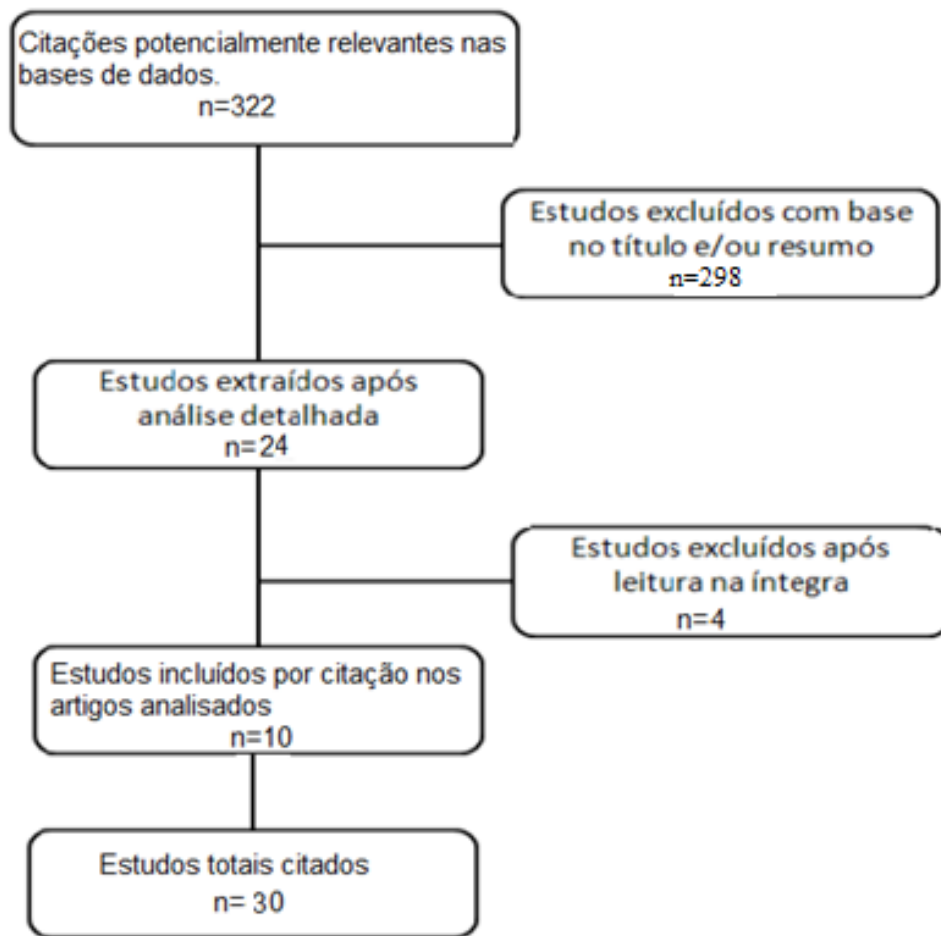 Citações potencialmente relevantes nas
bases de dados.
n=322
Estudos excluídos com base
no título e/ou resumo
n=298
Estudos extraídos após
análise detalhada
n=24
Estudos excluídos após
leitura na íntegra
n=4
Estudos incluídos por citação nos
artigos analisados
n=10
Estudos totais citados
n= 30